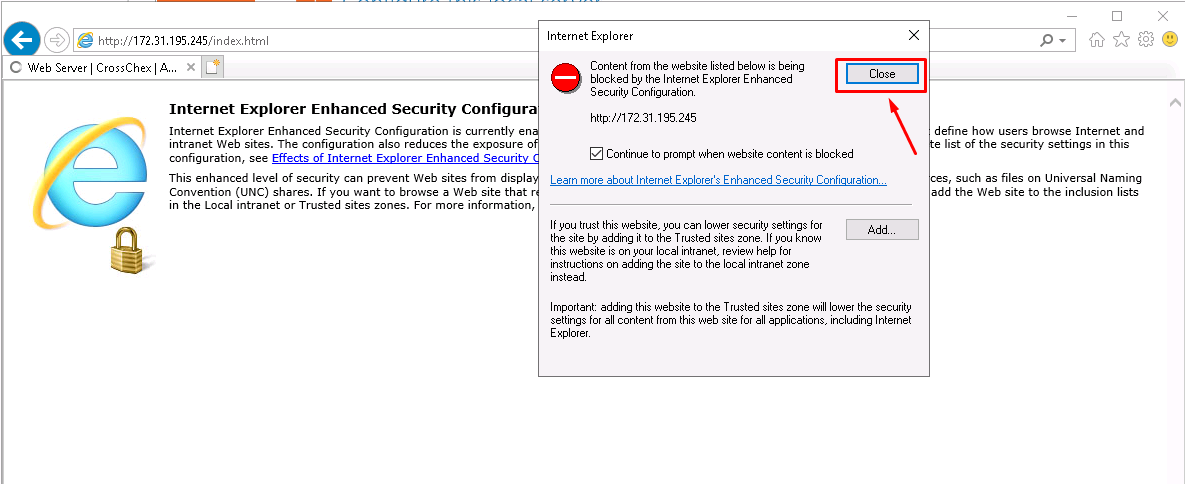 http://172.31.195.245/index.html
Web Server | CrossChex | A...
Internet Explorer Enhanced Security Configura
Internet Explorer Enhanced Security Configuration is currently ena
intranet Web sites. The configuration also reduces the exposure of
configuration, see Effects of Internet Explorer Enhanced Security C
This enhanced level of security can prevent Web sites from display
Convention (UNC) shares. If you want to browse a Web site that re
in the Local intranet or Trusted sites zones. For more information,
define how users browse Internet and
te list of the security settings in this
ces, such as files on Universal Naming
add the Web site to the inclusion lists
Internet Explorer
Content from the website listed below is being
blocked by the Internet Explorer Enhanced
Security Configuration.
Close
http://172.31.195.245
Continue to prompt when website content is blocked
Learn more about Internet Explorer's Enhanced Security Configuration...
If you trust this website, you can lower security settings for
the site by adding it to the Trusted sites zone. If you know
this website is on your local intranet, review help for
instructions on adding the site to the local intranet zone
instead.
Add...
Important: adding this website to the Trusted sites zone will lower the security
settings for all content from this web site for all applications, including Internet
Explorer.